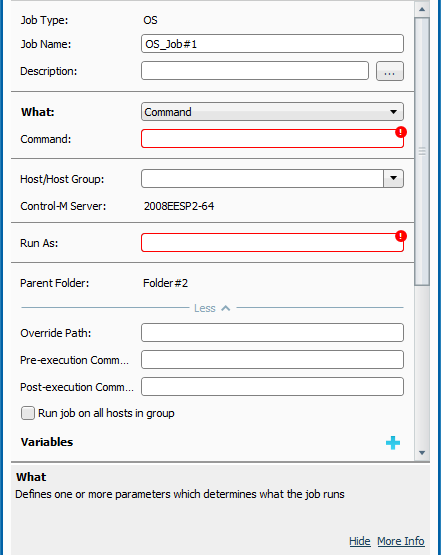 Job Type: OS
Job Name: OS_Job#1
Description: ...
What: Command
Command:
Host/Host Group:
Control-M Server: 2008EESP2-64
Run As:
Parent Folder: Folder#2
Less
Override Path:
Pre-execution Comm...
Post-execution Comm...
Run job on all hosts in group
Variables
What
Defines one or more parameters which determines what the job runs
Hide More Info